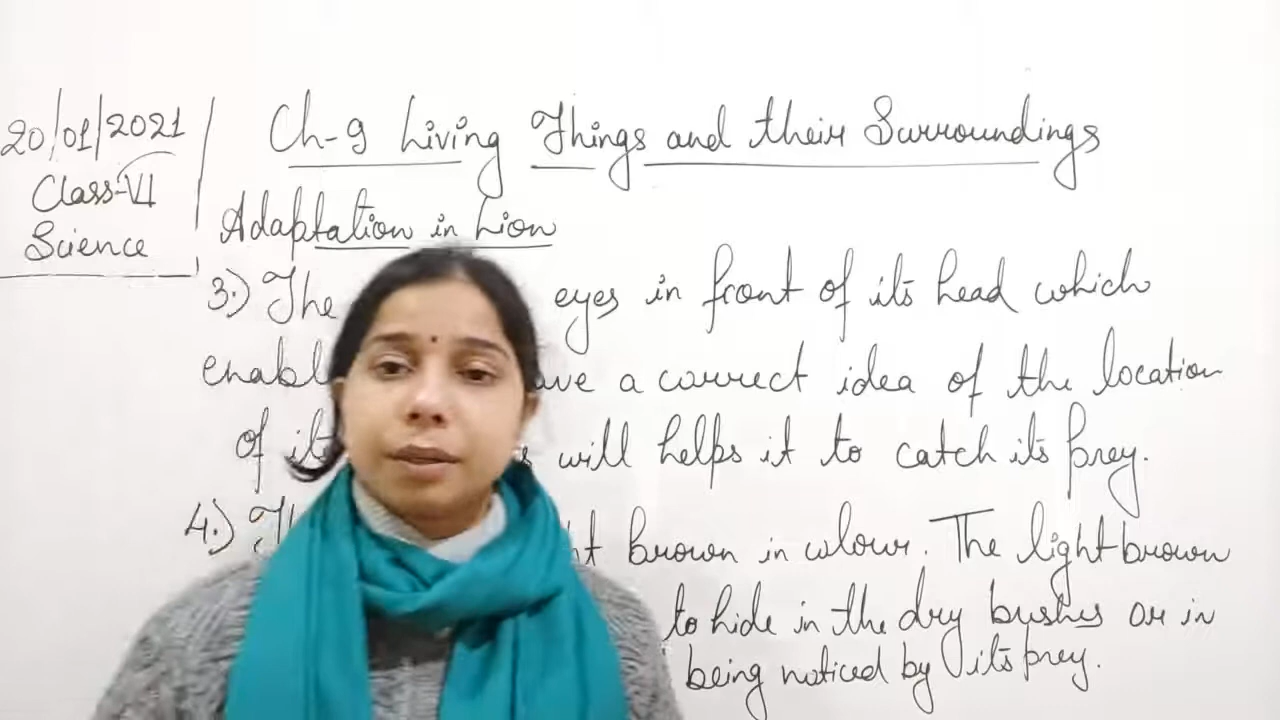 20/01/2021
Class-VI
Science
Ch-9 Living Things and their Surroundings
Adaptation in Lion
3.) The eyes in front of its head which
a correct idea of the location
of will helps it to catch its prey.
4.) brown in colour. The light brown
to hide in the dry bushes or in
being noticed by its prey.